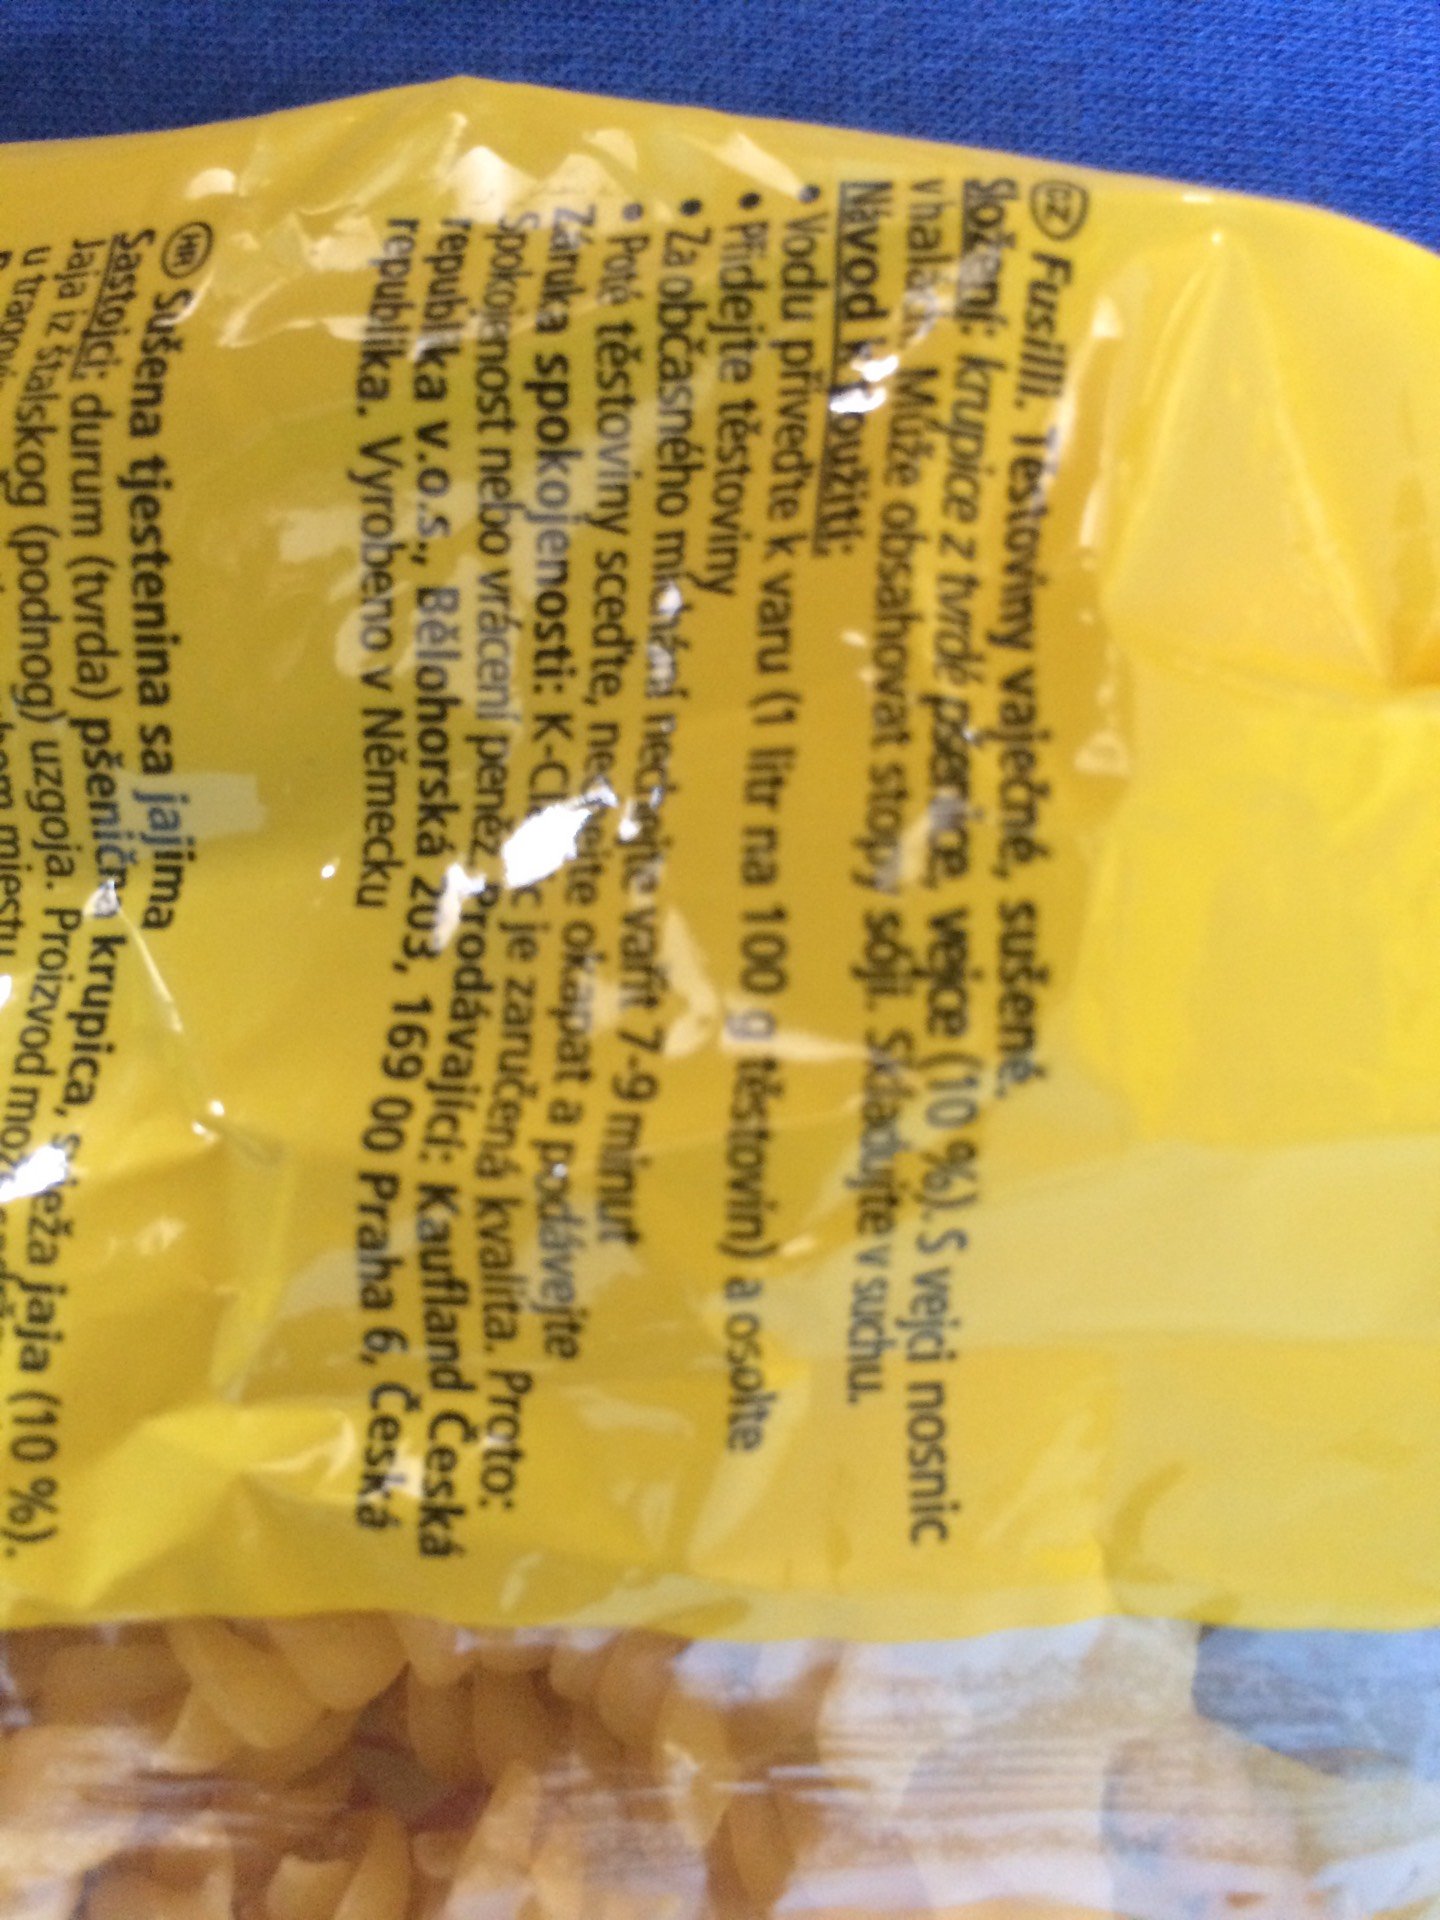 CZ Fusilli. Těstoviny vaječné, sušené.
Složení: krupice z tvrdé pšenice, vejce (10 %). S vejci nosnic
v halách. Může obsahovat stopy sóji. Skladujte v suchu.
Návod k použití:
• Vodu přiveďte k varu (1 litr na 100 g těstovin) a osolte
• Přidejte těstoviny
• Za občasného míchání nechejte vařit 7-9 minut
• Poté těstoviny sceďte, nechejte okapat a podávejte
Záruka spokojenosti: K-Classic je zaručená kvalita. Proto:
Spokojenost nebo vrácení peněz. Prodávající: Kaufland Česká
republika v.o.s., Bělohorská 203, 169 00 Praha 6, Česká
republika. Vyrobeno v Německu
HR Sušena tjestenina sa jajima
Sastojci: durum (tvrda) pšenična krupica, svježa jaja (10 %).
Jaja iz štalskog (podnog) uzgoja. Proizvod može
u tragovima mjestu